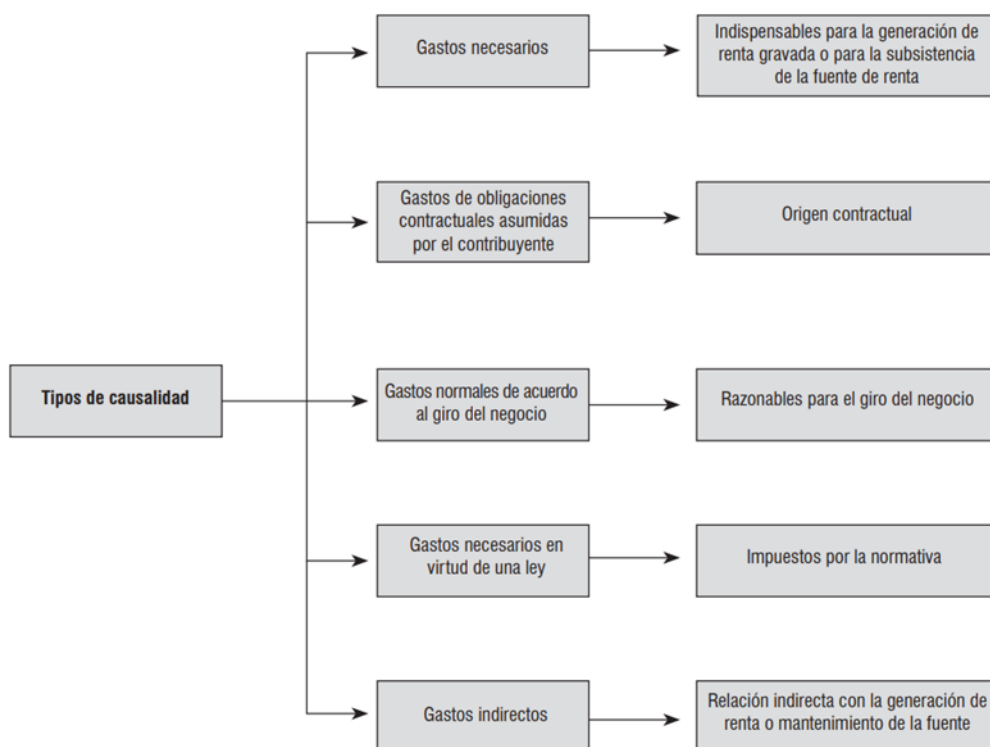 Gastos necesarios
Indispensables para la generación de
renta gravada o para la subsistencia
de la fuente de renta
Gastos de obligaciones
contractuales asumidas
por el contribuyente
Origen contractual
Tipos de causalidad
Gastos normales de acuerdo
al giro del negocio
Razonables para el giro del negocio
Gastos necesarios en
virtud de una ley
Impuestos por la normativa
Gastos indirectos
Relación indirecta con la generación de
renta o mantenimiento de la fuente